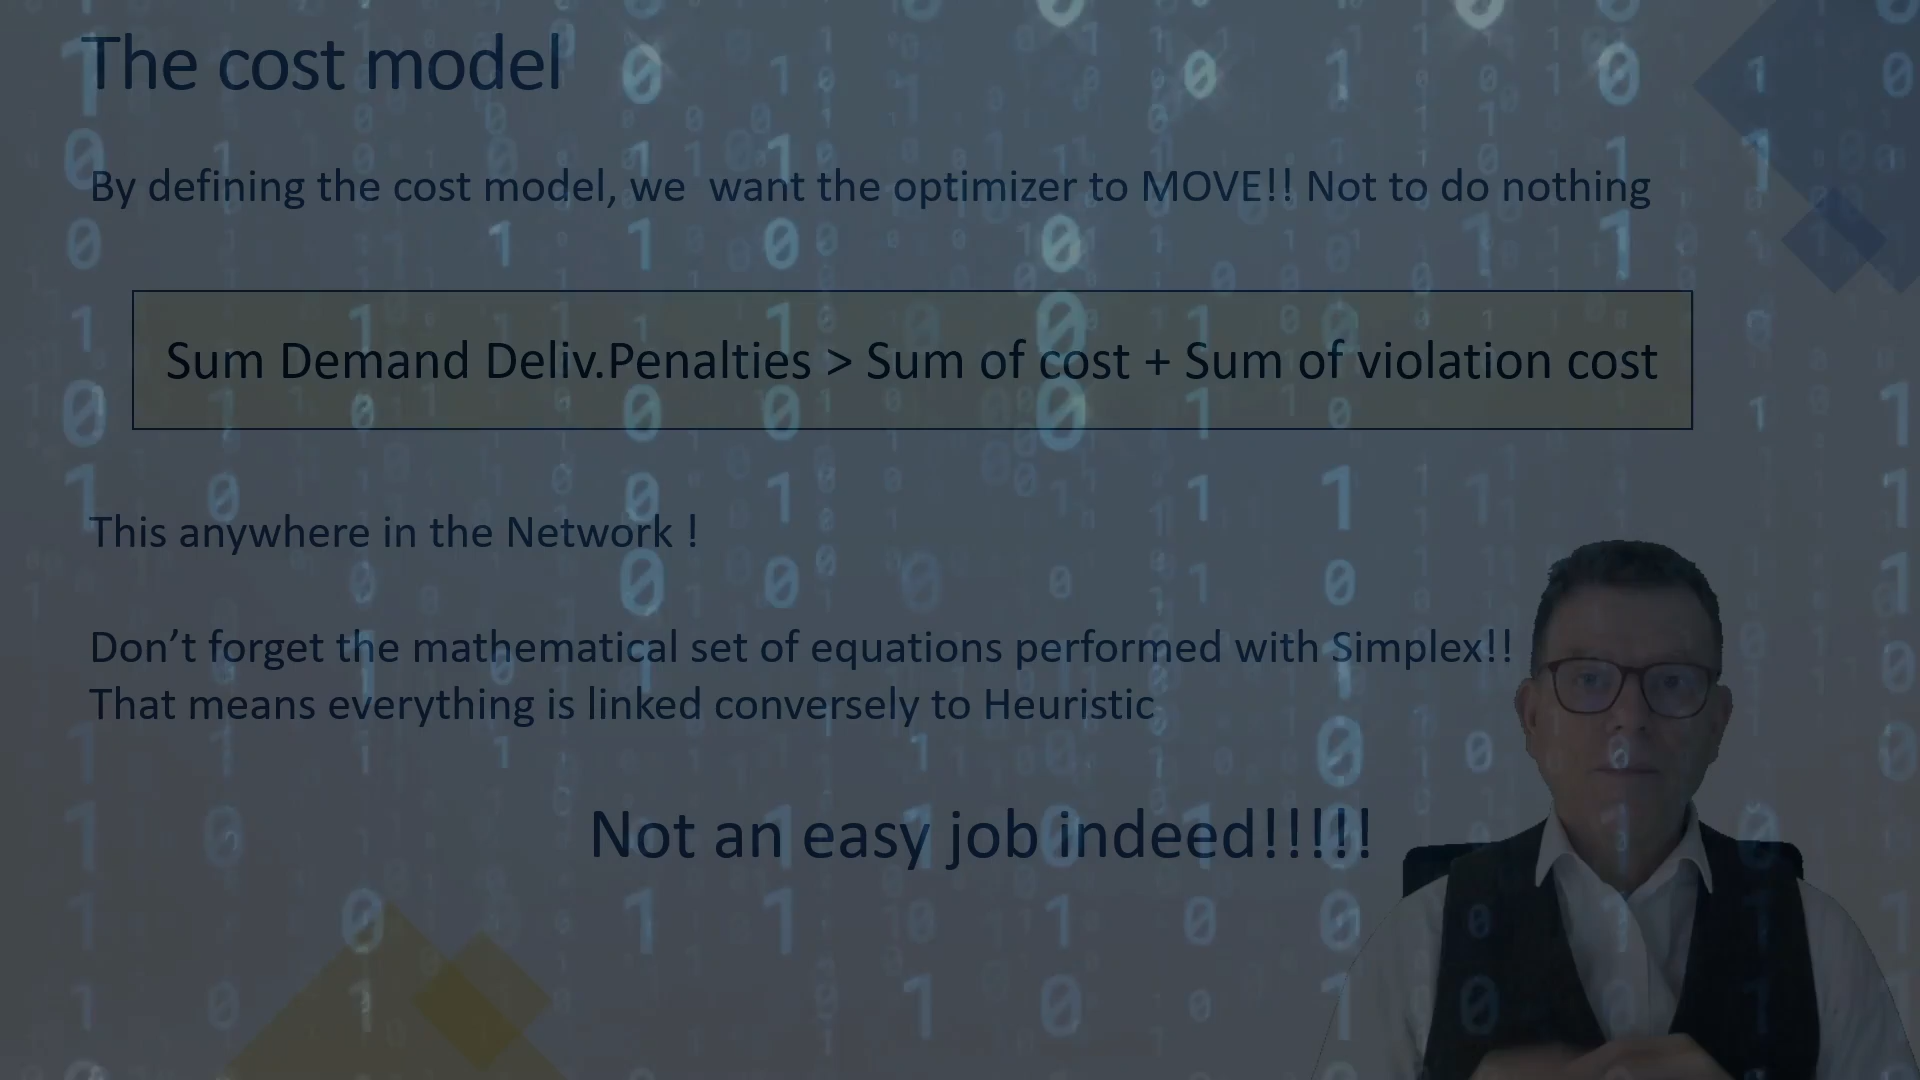 The cost model
By defining the cost model, we  want the optimizer to MOVE!! Not to do nothing
Sum Demand Deliv.Penalties > Sum of cost + Sum of violation cost
This anywhere in the Network !
Don’t forget the mathematical set of equations performed with Simplex!!
That means everything is linked conversely to Heuristic
Not an easy job indeed!!!!!